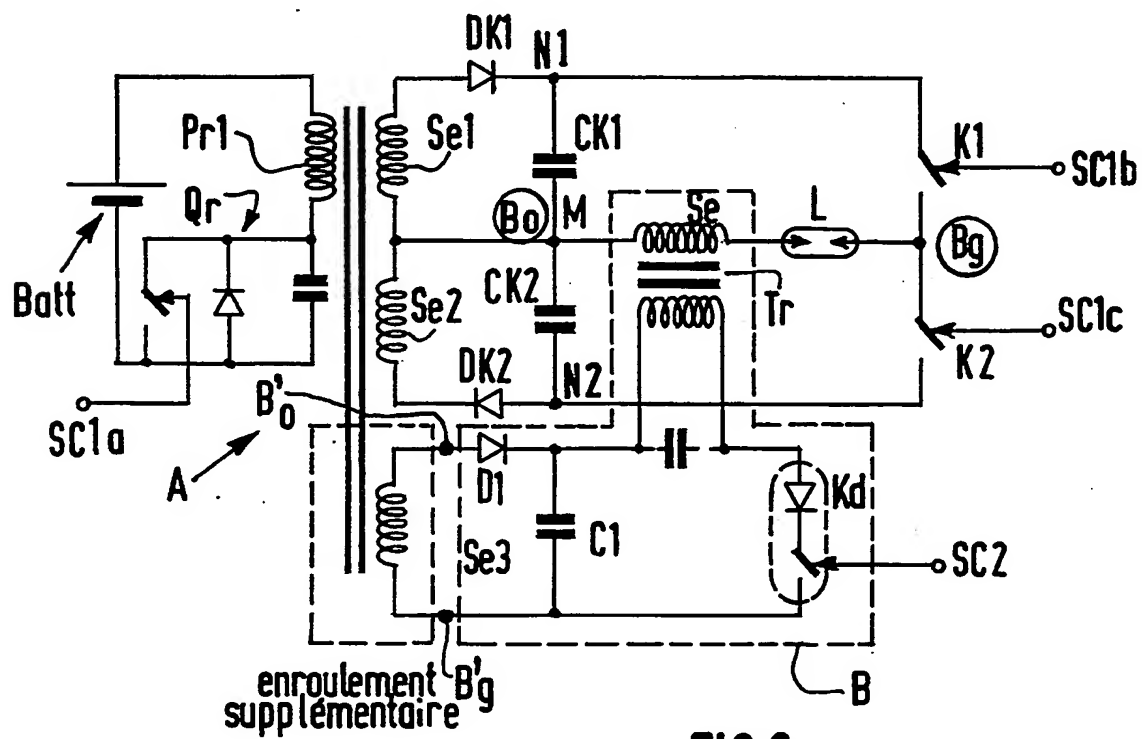 DK1
N1
Pr1
Se1
CK1
K1
SC1b
Qr
Bo
M
Se
L
Bg
Batt
Se2
CK2
Tr
SC1c
K2
DK2
N2
B'o
SC1a
A
D1
Kd
Se3
C1
SC2
enroulement
supplémentaire
B'g
B